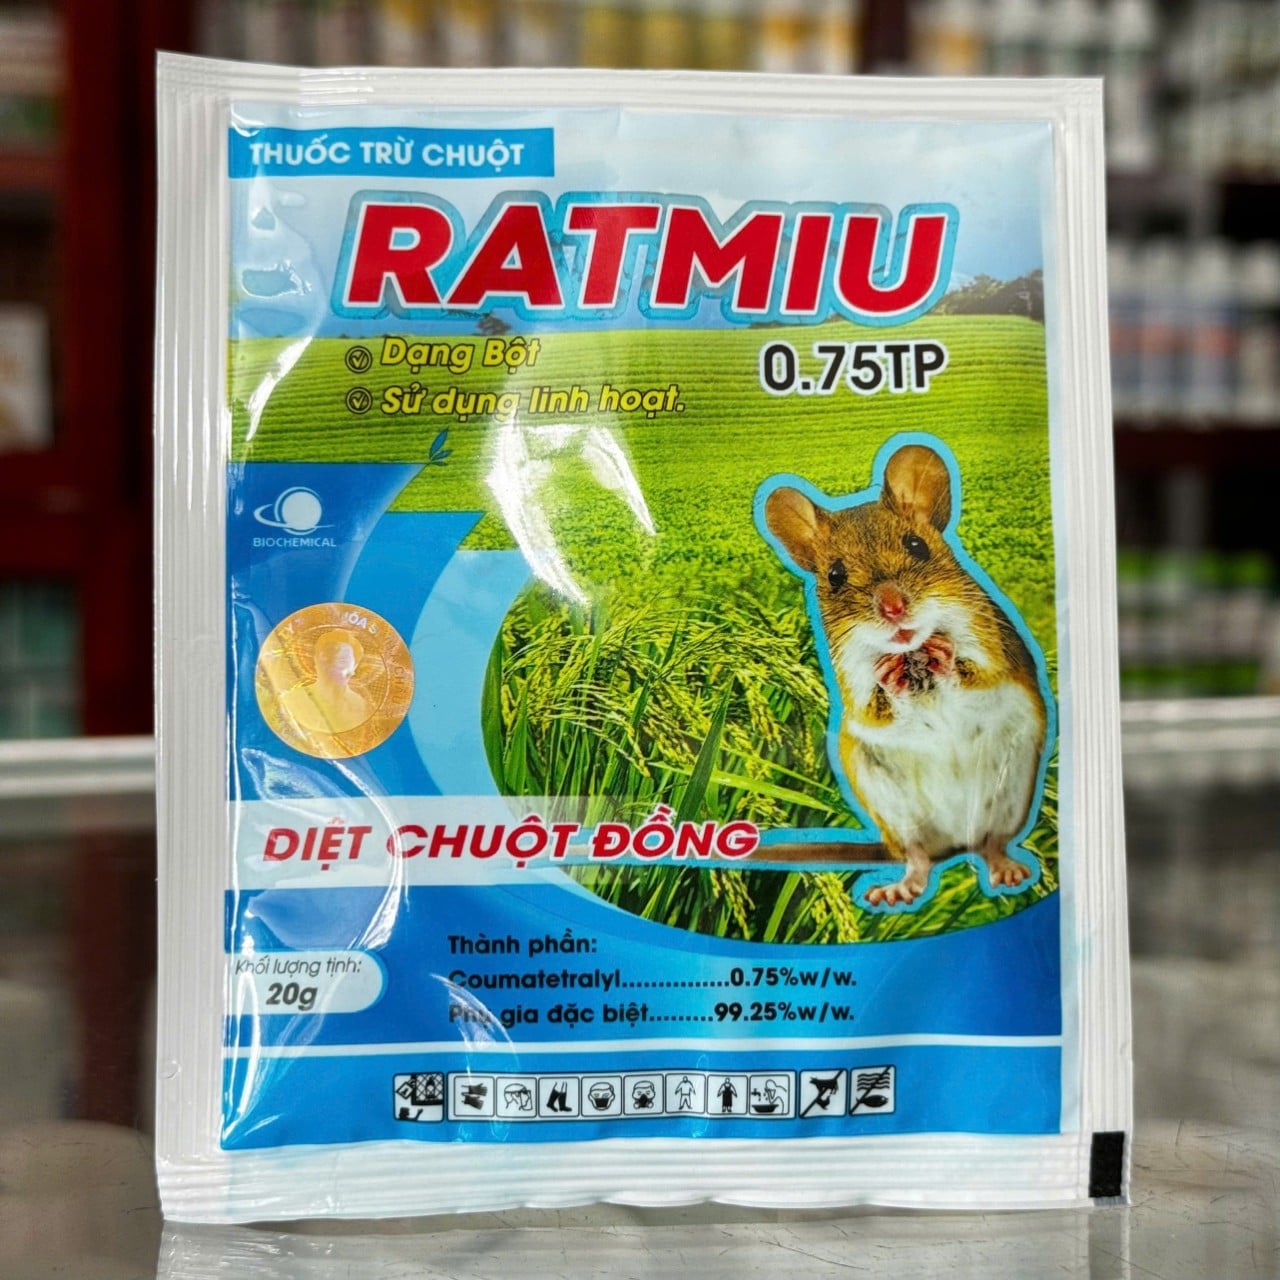 THUỐC TRỪ CHUỘT
RATMIU
Dạng Bột
0.75TP
Sử dụng linh hoạt.
BIOCHEMICAL
DIỆT CHUỘT ĐỒNG
Khối lượng tịnh:
20g
Thành phần:
Coumatetralyl...............0.75%w/w.
Phụ gia đặc biệt.........99.25%w/w.